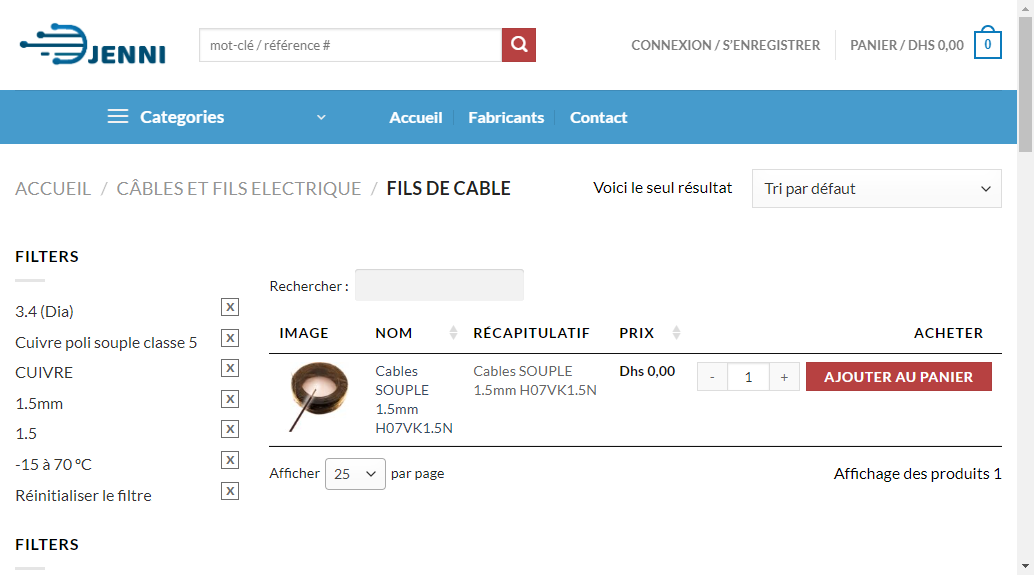 JENNI
mot-clé / référence #
CONNEXION / S'ENREGISTRER
PANIER / DHS 0,00
0
Categories
Accueil
Fabricants
Contact
ACCUEIL / CÂBLES ET FILS ELECTRIQUE / FILS DE CABLE
Voici le seul résultat
Tri par défaut
FILTERS
3.4 (Dia) X
Cuivre poli souple classe 5 X
CUIVRE X
1.5mm X
1.5 X
-15 à 70 °C X
Réinitialiser le filtre X
FILTERS
Rechercher :
IMAGE NOM RÉCAPITULATIF PRIX ACHETER
Cables
SOUPLE
1.5mm
H07VK1.5N
Cables SOUPLE
1.5mm H07VK1.5N
Dhs 0,00
- 1 +
AJOUTER AU PANIER
Afficher 25 par page
Affichage des produits 1